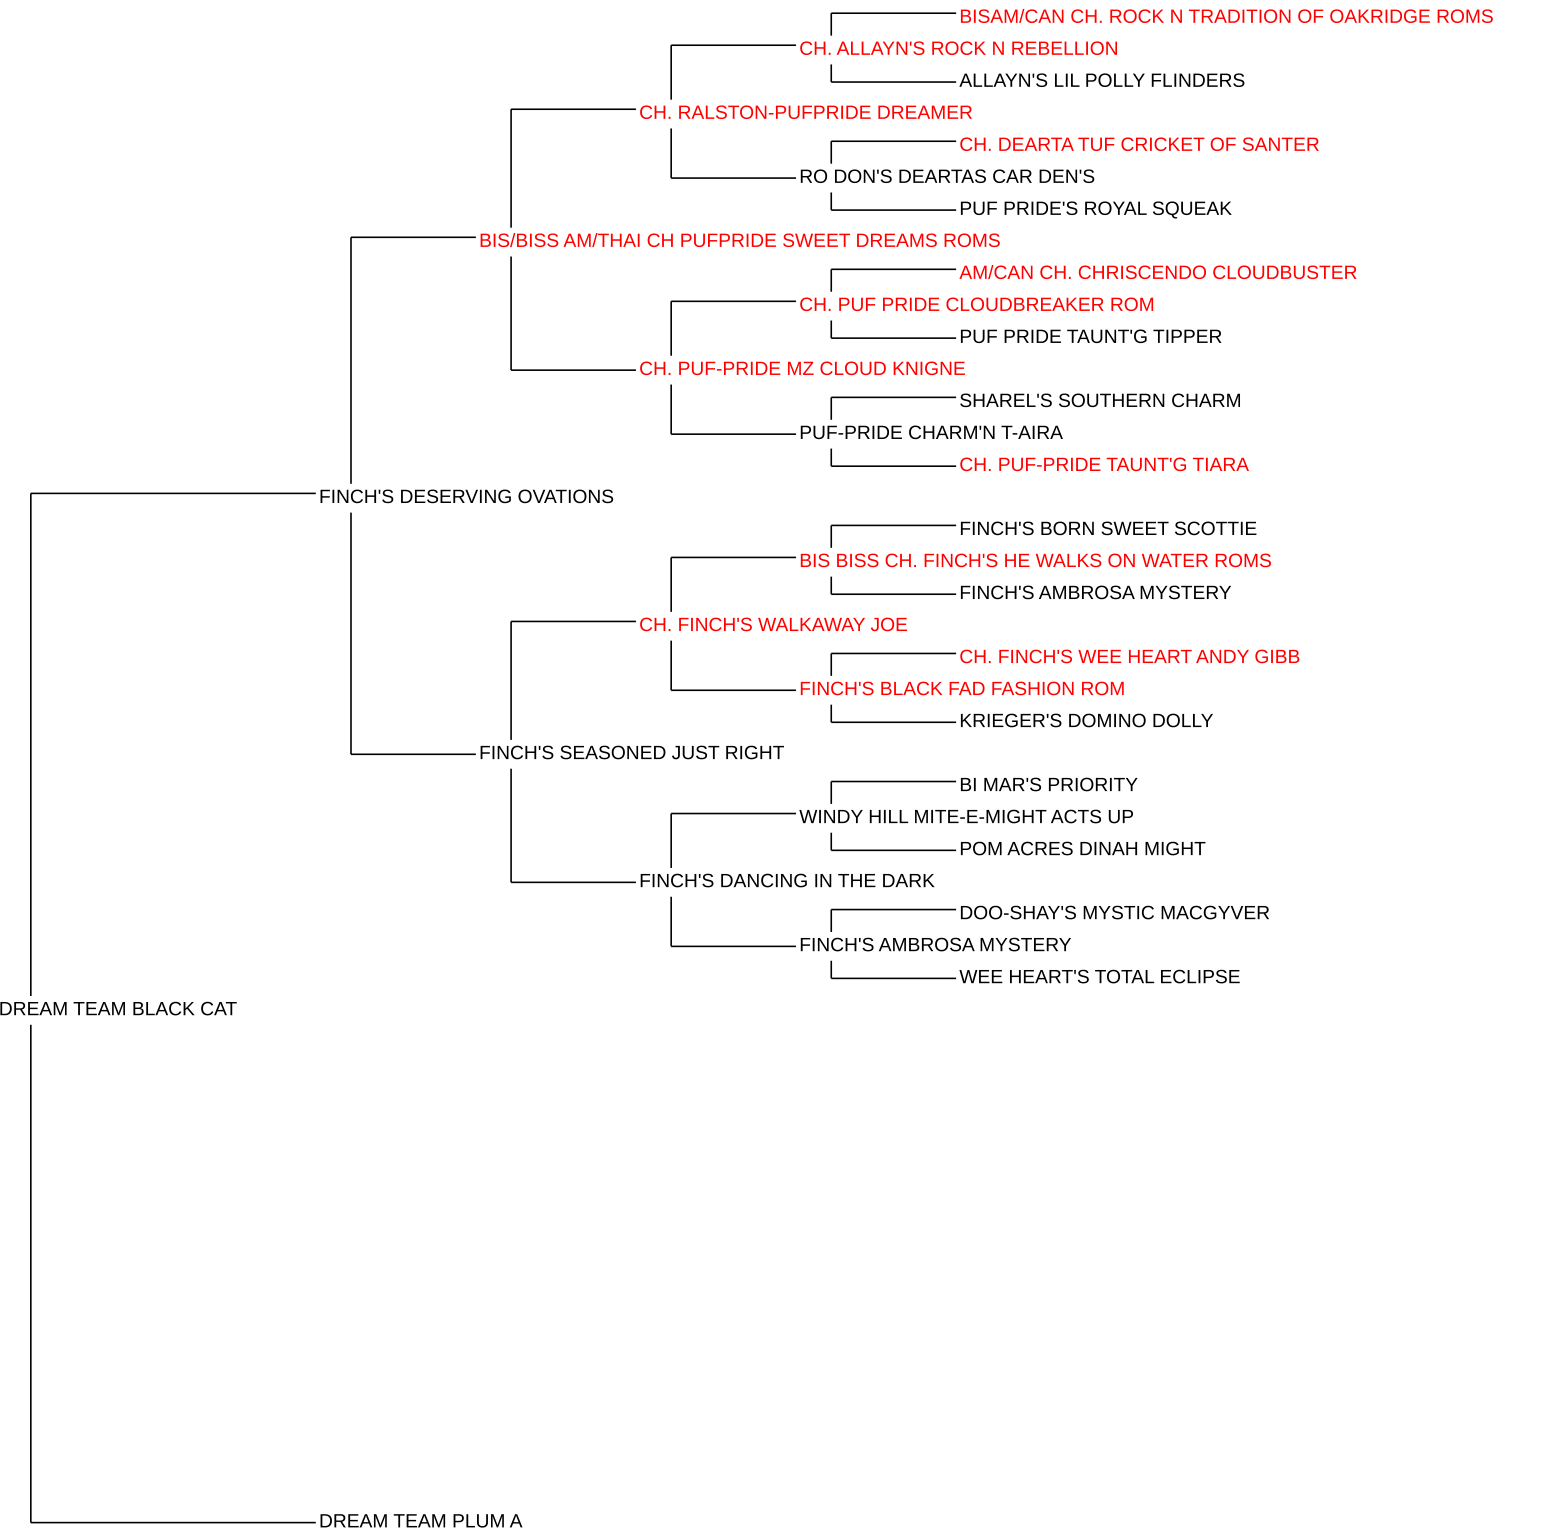 BISAM/CAN CH. ROCK N TRADITION OF OAKRIDGE ROMS
CH. ALLAYN'S ROCK N REBELLION
ALLAYN'S LIL POLLY FLINDERS
CH. RALSTON-PUFPRIDE DREAMER
CH. DEARTA TUF CRICKET OF SANTER
RO DON'S DEARTAS CAR DEN'S
PUF PRIDE'S ROYAL SQUEAK
BIS/BISS AM/THAI CH PUFPRIDE SWEET DREAMS ROMS
AM/CAN CH. CHRISCENDO CLOUDBUSTER
CH. PUF PRIDE CLOUDBREAKER ROM
PUF PRIDE TAUNT'G TIPPER
CH. PUF-PRIDE MZ CLOUD KNIGNE
SHAREL'S SOUTHERN CHARM
PUF-PRIDE CHARM'N T-AIRA
CH. PUF-PRIDE TAUNT'G TIARA
FINCH'S DESERVING OVATIONS
FINCH'S BORN SWEET SCOTTIE
BIS BISS CH. FINCH'S HE WALKS ON WATER ROMS
FINCH'S AMBROSA MYSTERY
CH. FINCH'S WALKAWAY JOE
CH. FINCH'S WEE HEART ANDY GIBB
FINCH'S BLACK FAD FASHION ROM
KRIEGER'S DOMINO DOLLY
FINCH'S SEASONED JUST RIGHT
BI MAR'S PRIORITY
WINDY HILL MITE-E-MIGHT ACTS UP
POM ACRES DINAH MIGHT
FINCH'S DANCING IN THE DARK
DOO-SHAY'S MYSTIC MACGYVER
FINCH'S AMBROSA MYSTERY
WEE HEART'S TOTAL ECLIPSE
DREAM TEAM BLACK CAT
DREAM TEAM PLUM A